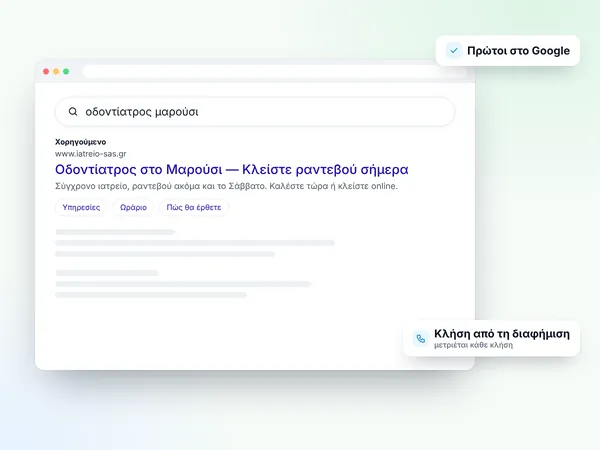 Πρώτοι στο Google
οδοντίατρος μαρούσι
Χορηγούμενο
www.iatreio-sas.gr
Οδοντίατρος στο Μαρούσι — Κλείστε ραντεβού σήμερα
Σύγχρονο ιατρείο, ραντεβού ακόμα και το Σάββατο. Καλέστε τώρα ή κλείστε online.
Υπηρεσίες Ωράριο Πώς θα έρθετε
Κλήση από τη διαφήμιση
μετριέται κάθε κλήση